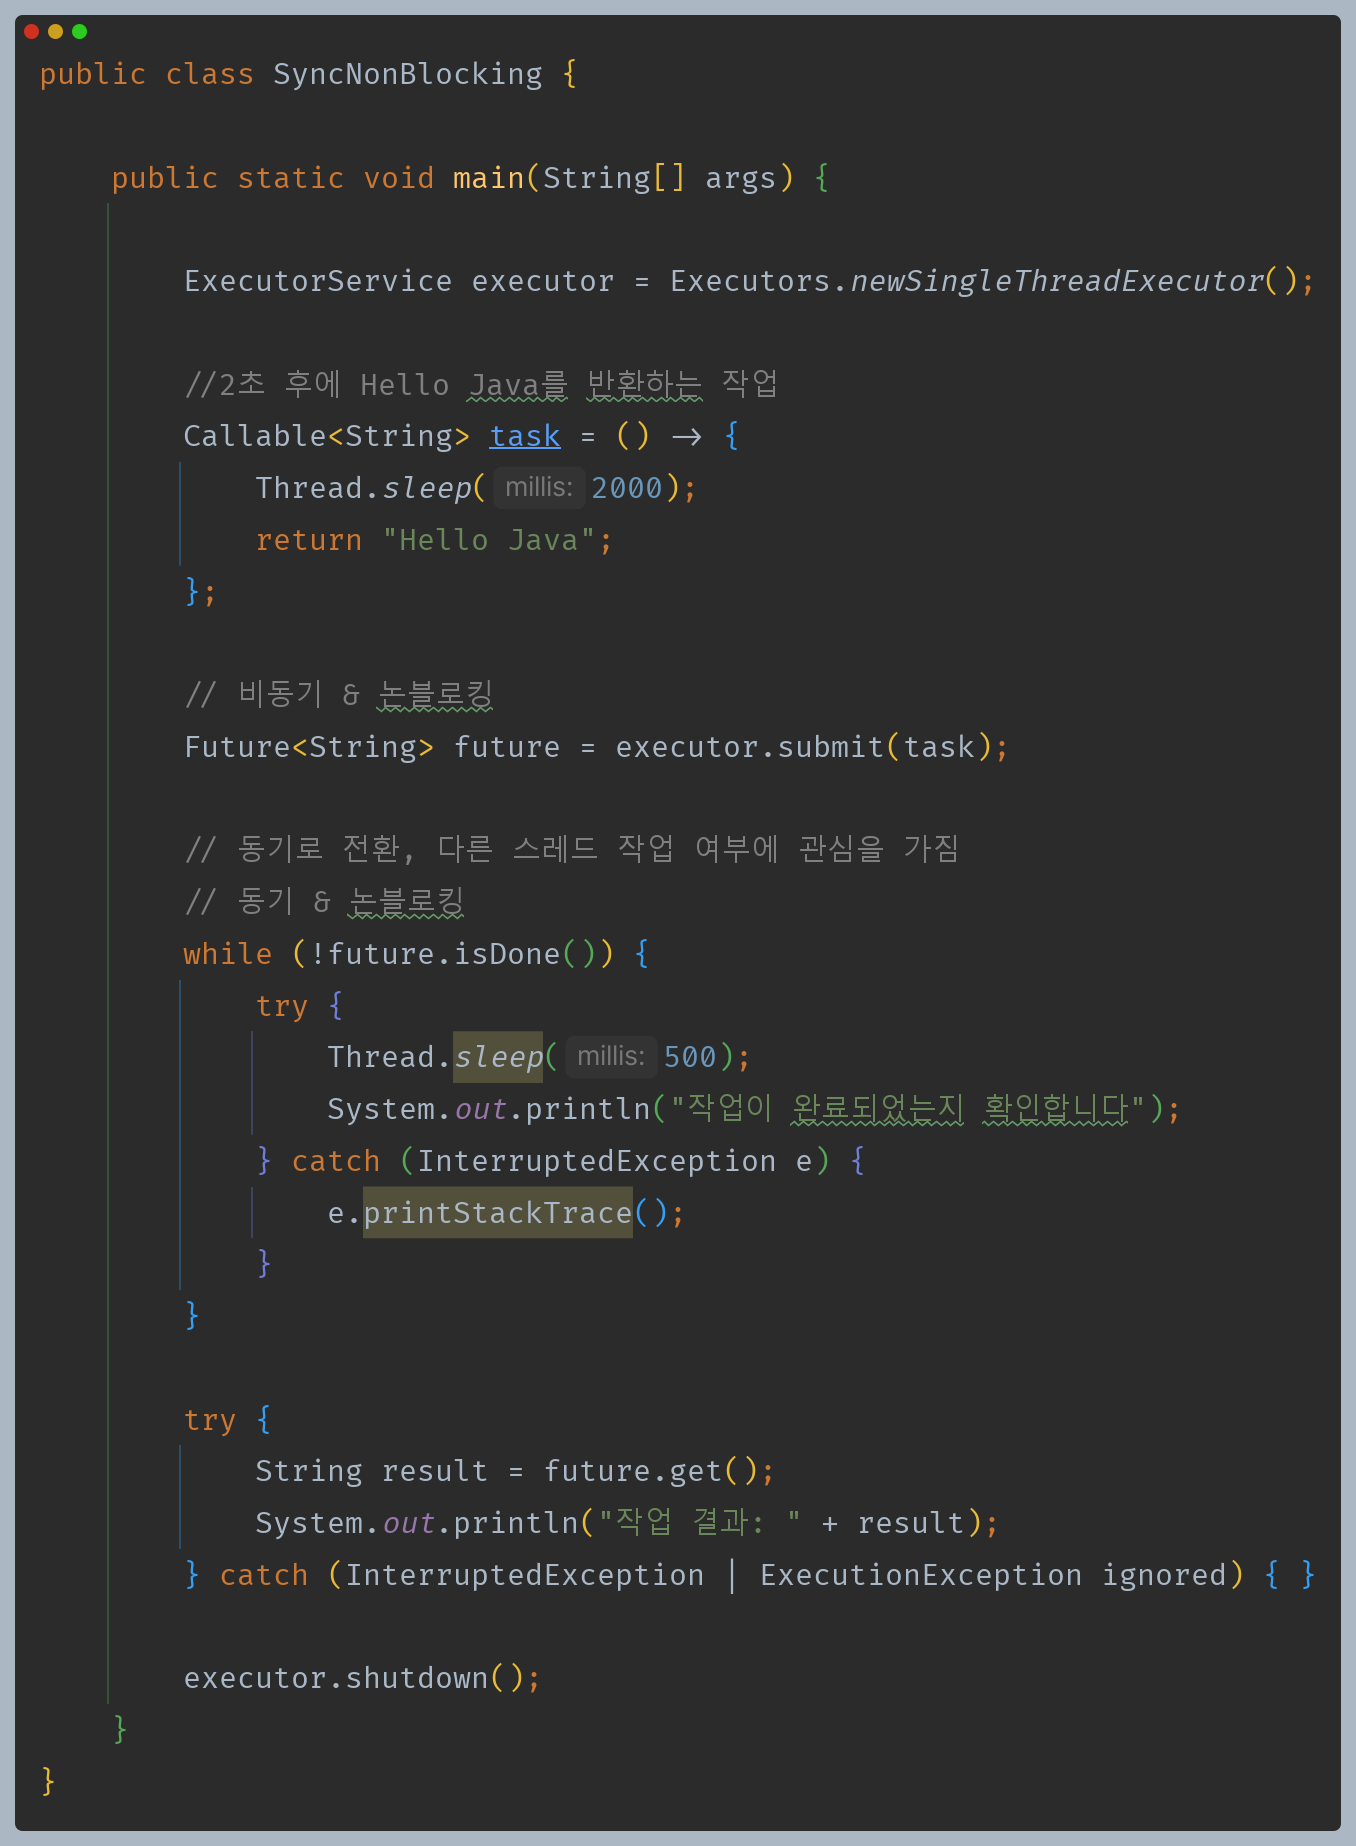 public class SyncNonBlocking {
public static void main(String[] args) {
ExecutorService executor = Executors.newSingleThreadExecutor();
//2초 후에 Hello Java를 반환하는 작업
Callable<String> task = () -> {
Thread.sleep( millis: 2000);
return "Hello Java";
};
// 비동기 & 논블로킹
Future<String> future = executor.submit(task);
// 동기로 전환, 다른 스레드 작업 여부에 관심을 가짐
// 동기 & 논블로킹
while (!future.isDone()) {
try {
Thread.sleep( millis: 500);
System.out.println("작업이 완료되었는지 확인합니다");
} catch (InterruptedException e) {
e.printStackTrace();
}
}
try {
String result = future.get();
System.out.println("작업 결과: " + result);
} catch (InterruptedException | ExecutionException ignored) { }
executor.shutdown();
}
}